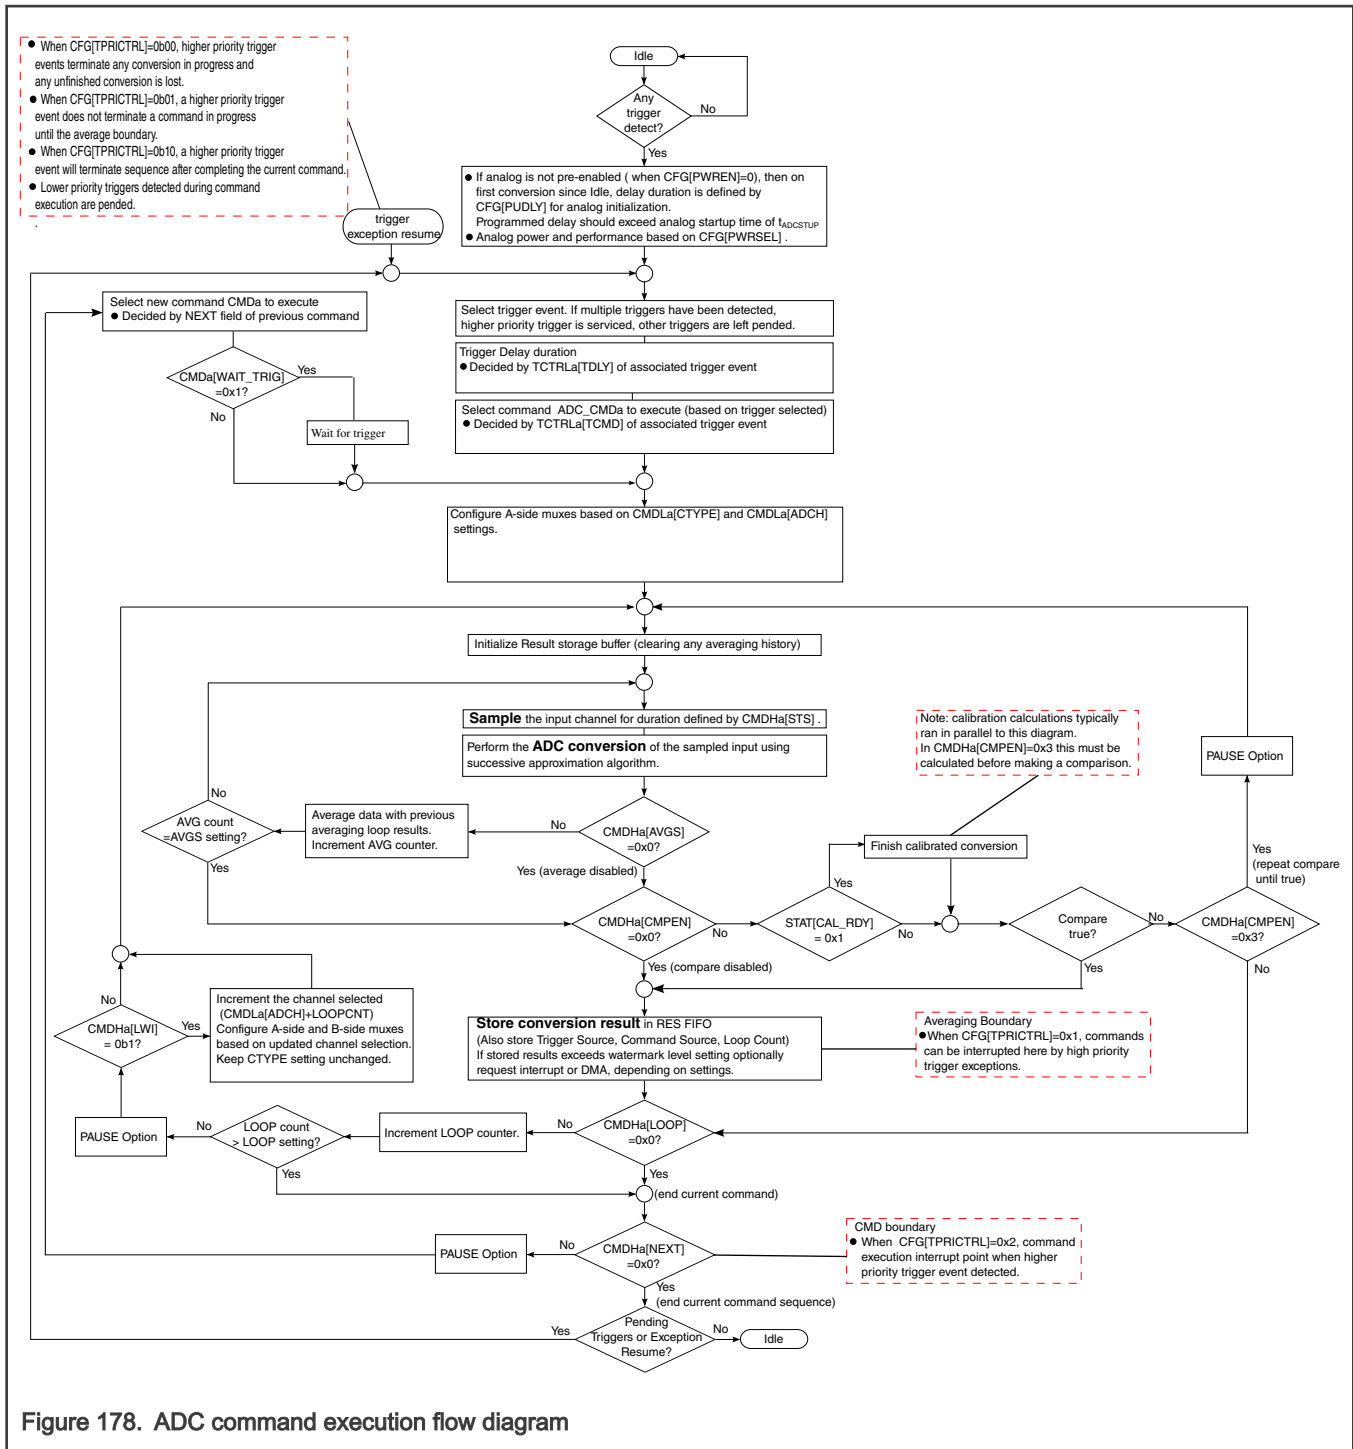 ● When CFG[TPRICTRL]=0b00, higher priority trigger
events terminate any conversion in progress and
any unfinished conversion is lost.
● When CFG[TPRICTRL]=0b01, a higher priority trigger
event does not terminate a command in progress
until the average boundary.
● When CFG[TPRICTRL]=0b10, a higher priority trigger
event will terminate sequence after completing the current command.
● Lower priority triggers detected during command
execution are pended.
.
trigger
exception resume
Idle
Any
trigger
detect?
No
Yes
● If analog is not pre-enabled ( when CFG[PWREN]=0), then on
first conversion since Idle, delay duration is defined by
CFG[PUDLY] for analog initialization.
Programmed delay should exceed analog startup time of tADCSTUP
● Analog power and performance based on CFG[PWRSEL] .
Select new command CMDa to execute
● Decided by NEXT field of previous command
CMDa[WAIT_TRIG]
=0x1?
Yes
No
Wait for trigger
Select trigger event. If multiple triggers have been detected,
higher priority trigger is serviced, other triggers are left pended.
Trigger Delay duration
● Decided by TCTRLa[TDLY] of associated trigger event
Select command ADC_CMDa to execute (based on trigger selected)
● Decided by TCTRLa[TCMD] of associated trigger event
Configure A-side muxes based on CMDLa[CTYPE] and CMDLa[ADCH]
settings.
Initialize Result storage buffer (clearing any averaging history)
Sample the input channel for duration defined by CMDHa[STS] .
Perform the ADC conversion of the sampled input using
successive approximation algorithm.
Note: calibration calculations typically
ran in parallel to this diagram.
In CMDHa[CMPEN]=0x3 this must be
calculated before making a comparison.
PAUSE Option
No
AVG count
=AVGS setting?
Yes
Average data with previous
averaging loop results.
Increment AVG counter.
No
CMDHa[AVGS]
=0x0?
Yes (average disabled)
Finish calibrated conversion
Yes
(repeat compare
until true)
CMDHa[CMPEN]
=0x0?
No
Yes
STAT[CAL_RDY]
= 0x1
No
Compare
true?
No
CMDHa[CMPEN]
=0x3?
Yes (compare disabled)
Yes
No
No
CMDHa[LWI]
= 0b1?
Yes
Increment the channel selected
(CMDLa[ADCH]+LOOPCNT)
Configure A-side and B-side muxes
based on updated channel selection.
Keep CTYPE setting unchanged.
Store conversion result in RES FIFO
(Also store Trigger Source, Command Source, Loop Count)
If stored results exceeds watermark level setting optionally
request interrupt or DMA, depending on settings.
Averaging Boundary
● When CFG[TPRICTRL]=0x1, commands
can be interrupted here by high priority
trigger exceptions.
PAUSE Option
No
LOOP count
> LOOP setting?
Yes
Increment LOOP counter.
No
CMDHa[LOOP]
=0x0?
Yes
(end current command)
PAUSE Option
No
CMDHa[NEXT]
=0x0?
CMD boundary
● When CFG[TPRICTRL]=0x2, command
execution interrupt point when higher
priority trigger event detected.
Yes
(end current command sequence)
Yes
Pending
Triggers or Exception
Resume?
No
Idle
Figure 178. ADC command execution flow diagram